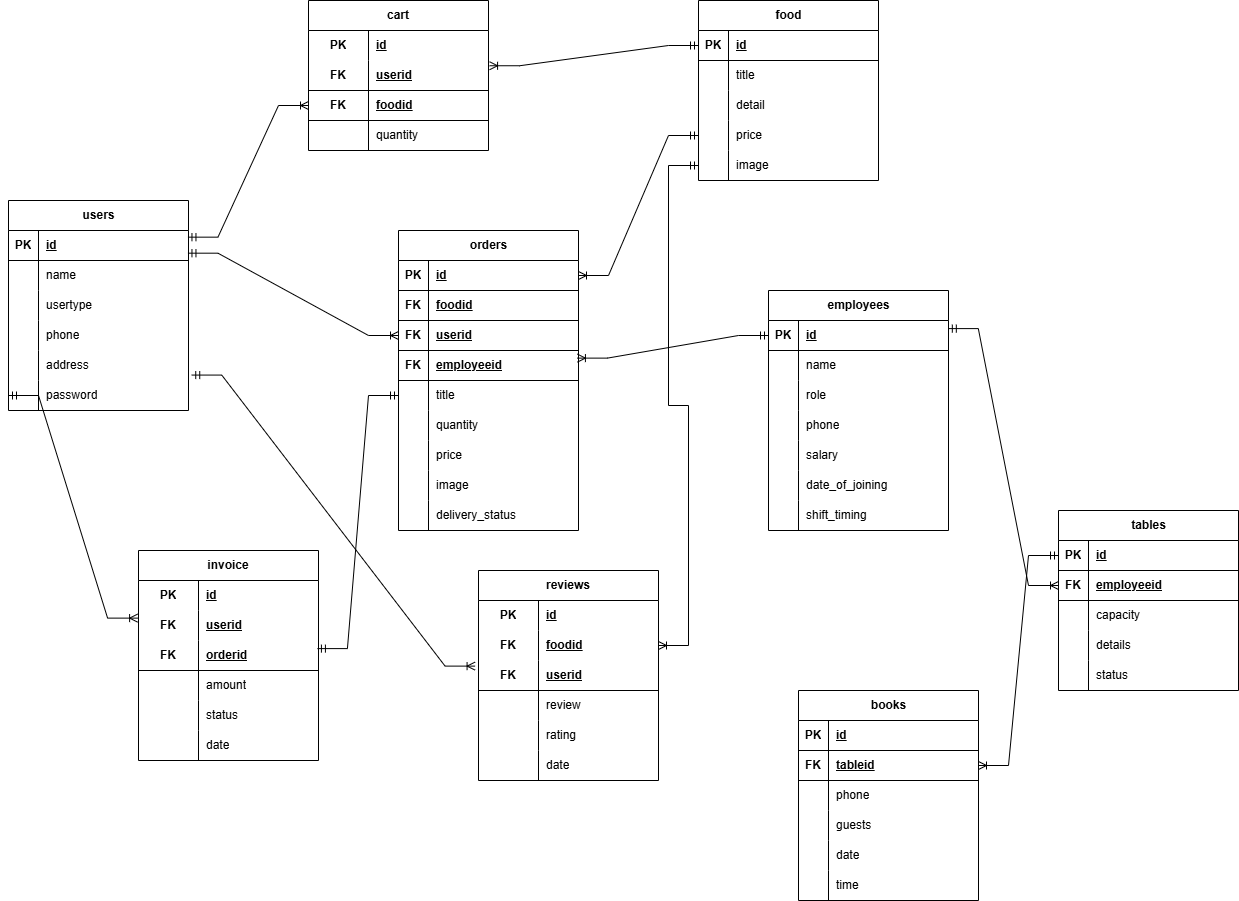 cart
PK id
FK userid
FK foodid
quantity
food
PK id
title
detail
price
image
users
PK id
name
usertype
phone
address
password
orders
PK id
FK foodid
FK userid
FK employeeid
title
quantity
price
image
delivery_status
employees
PK id
name
role
phone
salary
date_of_joining
shift_timing
tables
PK id
FK employeeid
capacity
details
status
invoice
PK id
FK userid
FK orderid
amount
status
date
reviews
PK id
FK foodid
FK userid
review
rating
date
books
PK id
FK tableid
phone
guests
date
time